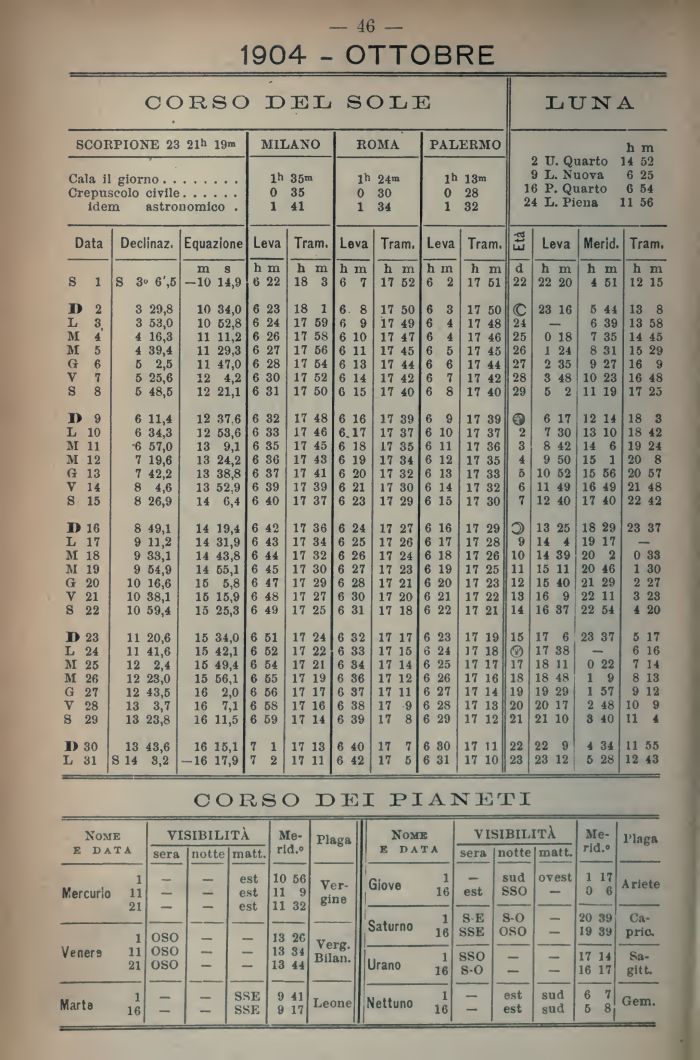 — 46 —
1904 - OTTOBRE
CORSO DEL SOLE LUNA
SCORPIONE 23 21h 19m MILANO ROMA PALERMO
h m
2 U. Quarto 14 52
9 L. Nuova 6 25
16 P. Quarto 6 54
24 L. Piena 11 56
Cala il giorno . . . . . . . . 1h 35m 1h 24m 1h 13m
Crepuscolo civile . . . . . . 0 35 0 30 0 28
idem astronomico . 1 41 1 34 1 32
Data Declinaz. Equazione Leva Tram. Leva Tram. Leva Tram. Età Leva Merid. Tram.
m s h m h m h m h m h m h m d h m h m h m
S 1 S 3o 6',5 —10 14,9 6 22 18 3 6 7 17 52 6 2 17 51 22 22 20 4 51 12 15
D 2 3 29,8 10 34,0 6 23 18 1 6 8 17 50 6 3 17 50 23 16 5 44 13 8
L 3 3 53,0 10 52,8 6 24 17 59 6 9 17 49 6 4 17 48 24 — 6 39 13 58
M 4 4 16,3 11 11,2 6 26 17 58 6 10 17 47 6 4 17 46 25 0 18 7 35 14 45
M 5 4 39,4 11 29,3 6 27 17 56 6 11 17 45 6 5 17 45 26 1 24 8 31 15 29
G 6 5 2,5 11 47,0 6 28 17 54 6 13 17 44 6 6 17 44 27 2 35 9 27 16 9
V 7 5 25,6 12 4,2 6 30 17 52 6 14 17 42 6 7 17 42 28 3 48 10 23 16 48
S 8 5 48,5 12 21,1 6 31 17 50 6 15 17 40 6 8 17 40 29 5 2 11 19 17 25
D 9 6 11,4 12 37,6 6 32 17 48 6 16 17 39 6 9 17 39 6 17 12 14 18 3
L 10 6 34,3 12 53,6 6 33 17 46 6 17 17 37 6 10 17 37 2 7 30 13 10 18 42
M 11 6 57,0 13 9,1 6 35 17 45 6 18 17 35 6 11 17 36 3 8 42 14 6 19 24
M 12 7 19,6 13 24,2 6 36 17 43 6 19 17 34 6 12 17 35 4 9 50 15 1 20 8
G 13 7 42,2 13 38,8 6 37 17 41 6 20 17 32 6 13 17 33 5 10 52 15 56 20 57
V 14 8 4,6 13 52,9 6 39 17 39 6 21 17 30 6 14 17 32 6 11 49 16 49 21 48
S 15 8 26,9 14 6,4 6 40 17 37 6 23 17 29 6 15 17 30 7 12 40 17 40 22 42
D 16 8 49,1 14 19,4 6 42 17 36 6 24 17 27 6 16 17 29 13 25 18 29 23 37
L 17 9 11,2 14 31,9 6 43 17 34 6 25 17 26 6 17 17 28 9 14 4 19 17 —
M 18 9 33,1 14 43,8 6 44 17 32 6 26 17 24 6 18 17 26 10 14 39 20 2 0 33
M 19 9 54,9 14 55,1 6 45 17 30 6 27 17 23 6 19 17 25 11 15 11 20 46 1 30
G 20 10 16,6 15 5,8 6 47 17 29 6 28 17 21 6 20 17 23 12 15 40 21 29 2 27
V 21 10 38,1 15 15,9 6 48 17 27 6 30 17 20 6 21 17 22 13 16 9 22 11 3 23
S 22 10 59,4 15 25,3 6 49 17 25 6 31 17 18 6 22 17 21 14 16 37 22 54 4 20
D 23 11 20,6 15 34,0 6 51 17 24 6 32 17 17 6 23 17 19 15 17 6 23 37 5 17
L 24 11 41,6 15 42,1 6 52 17 22 6 33 17 15 6 24 17 18 17 38 — 6 16
M 25 12 2,4 15 49,4 6 54 17 21 6 34 17 14 6 25 17 17 17 18 11 0 22 7 14
M 26 12 23,0 15 56,1 6 55 17 19 6 36 17 12 6 26 17 16 18 18 48 1 9 8 13
G 27 12 43,5 16 2,0 6 56 17 17 6 37 17 11 6 27 17 14 19 19 29 1 57 9 12
V 28 13 3,7 16 7,1 6 58 17 16 6 38 17 9 6 28 17 13 20 20 17 2 48 10 9
S 29 13 23,8 16 11,5 6 59 17 14 6 39 17 8 6 29 17 12 21 21 10 3 40 11 4
D 30 13 43,6 16 15,1 7 1 17 13 6 40 17 7 6 30 17 11 22 22 9 4 34 11 55
L 31 S 14 3,2 —16 17,9 7 2 17 11 6 42 17 5 6 31 17 10 23 23 12 5 28 12 43
CORSO DEI PIANETI
NOME E DATA VISIBILITÀ Merid.o Plaga NOME E DATA VISIBILITÀ Merid.o Plaga
sera notte matt. sera notte matt.
Mercurio 1 — — est 10 56 Vergine
11 — — est 11 9
21 — — est 11 32
Venere 1 OSO — — 13 26 Verg. Bilan.
11 OSO — — 13 34
21 OSO — — 13 44
Marte 1 — — SSE 9 41 Leone
16 — — SSE 9 17
Giove 1 — sud ovest 1 17 Ariete
16 est SSO — 0 6
Saturno 1 S-E S-O — 20 39 Capric.
16 SSE OSO — 19 39
Urano 1 SSO — — 17 14 Sagitt.
16 S-O — — 16 17
Nettuno 1 — est sud 6 7 Gem.
16 — est sud 5 8